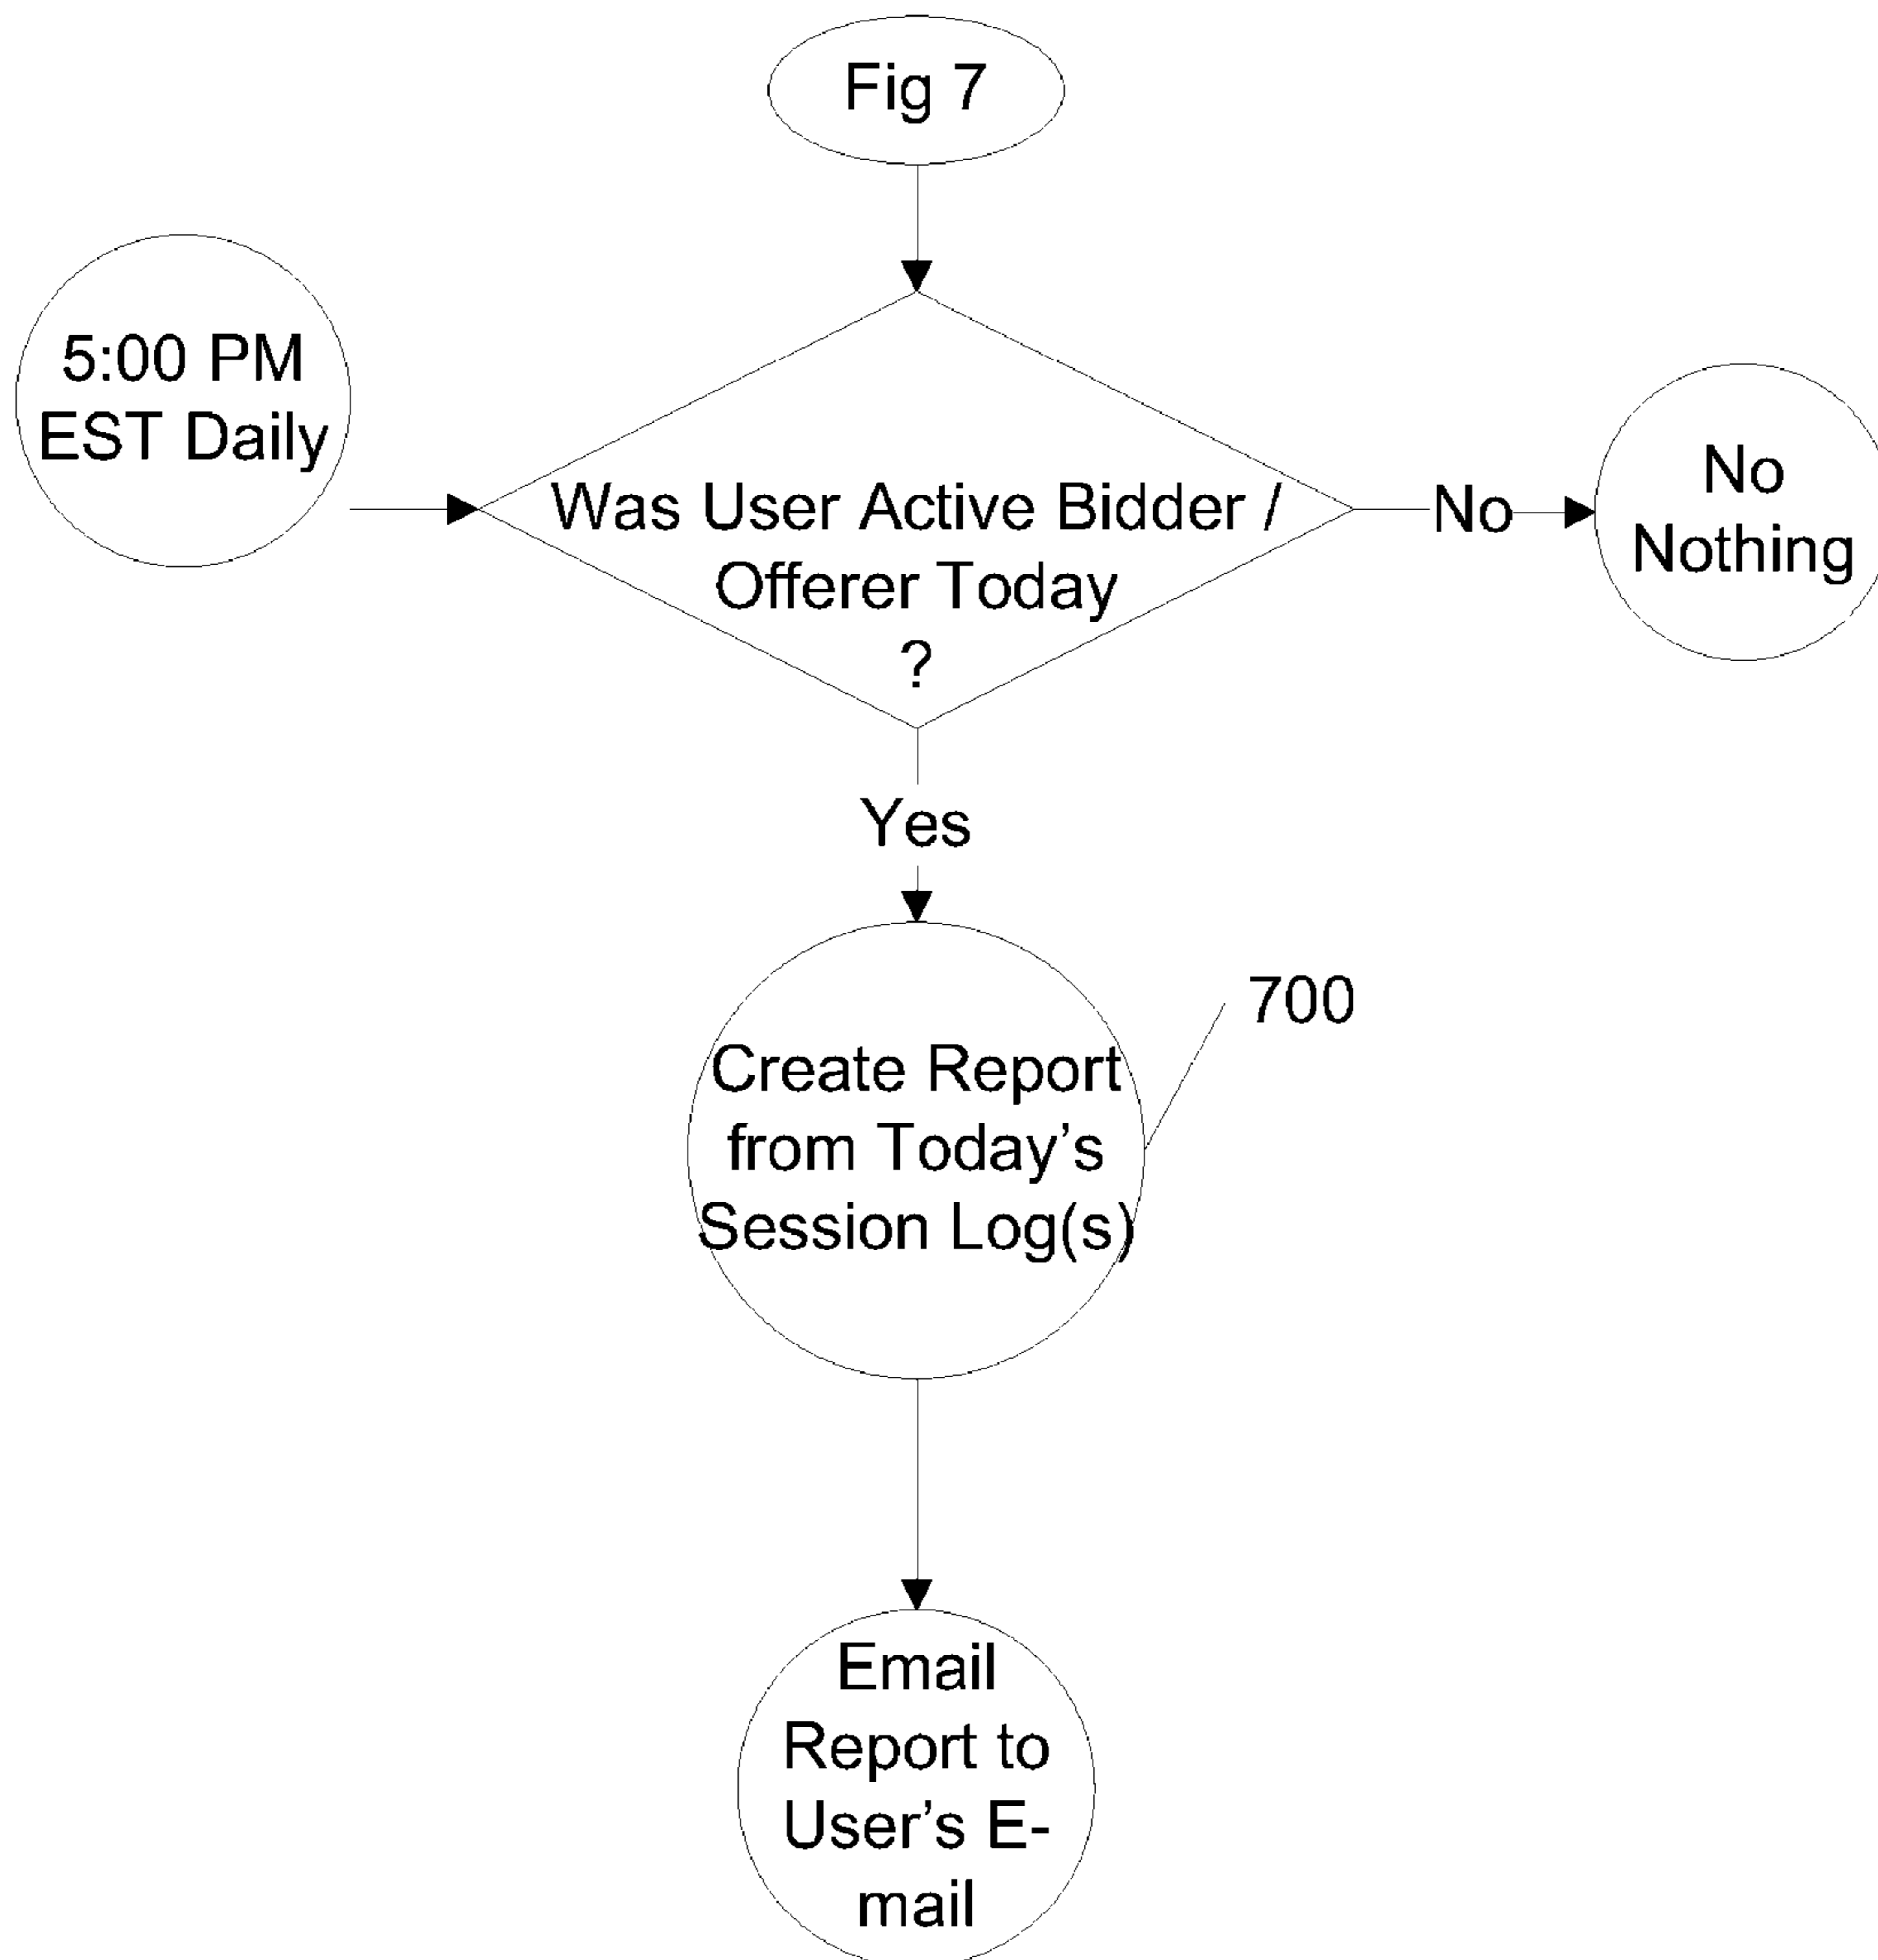 Fig 7
5:00 PM
EST Daily
Was User Active Bidder /
Offerer Today
?
No
No
Nothing
Yes
700
Create Report
from Today’s
Session Log(s)
Email
Report to
User’s E-
mail